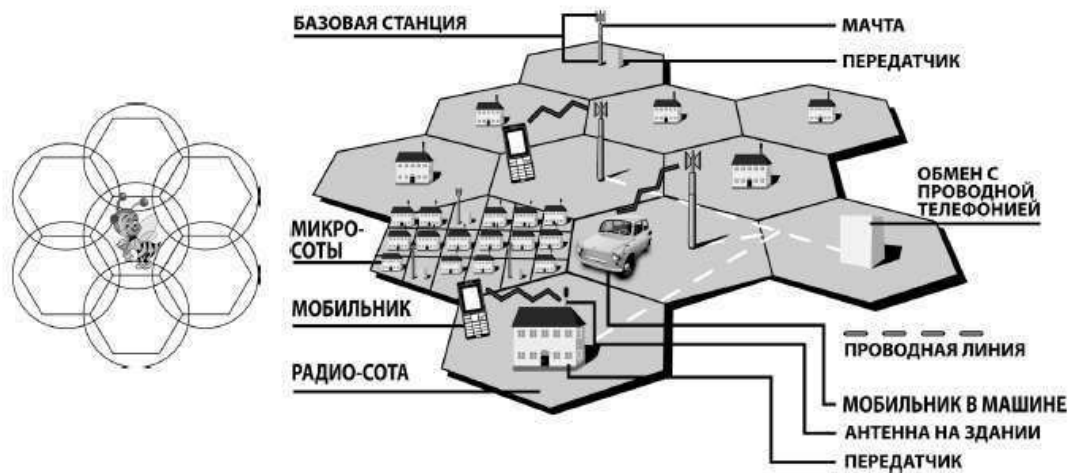 БАЗОВАЯ СТАНЦИЯ
МАЧТА
ПЕРЕДАТЧИК
ОБМЕН С
ПРОВОДНОЙ
ТЕЛЕФОНИЕЙ
МИКРО-
СОТЫ
МОБИЛЬНИК
РАДИО-СОТА
ПРОВОДНАЯ ЛИНИЯ
МОБИЛЬНИК В МАШИНЕ
АНТЕННА НА ЗДАНИИ
ПЕРЕДАТЧИК